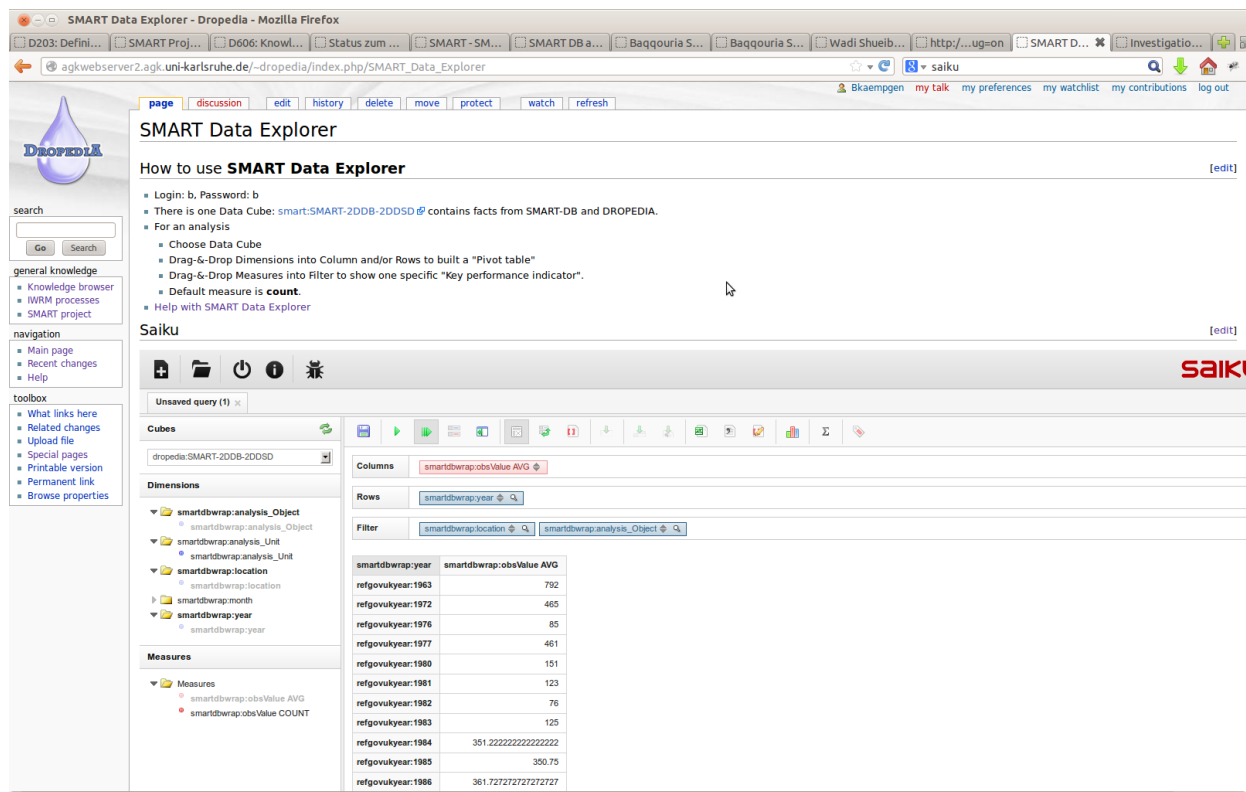 SMART Data Explorer - Dropedia - Mozilla Firefox
D203: Defini... SMART Proj... D606: Knowl... Status zum ... SMART - SM... SMART DB a... Baqqouria S... Baqqouria S... Wadi Shueib... http:/...ug=on SMART D... Investigatio...
agkwebserver2.agk.uni-karlsruhe.de/~dropedia/index.php/SMART_Data_Explorer saiku
Bkaempgen my talk my preferences my watchlist my contributions log out
page discussion edit history delete move protect watch refresh
DROPEDIA
SMART Data Explorer
How to use SMART Data Explorer [edit]
Login: b, Password: b
There is one Data Cube: smart:SMART-2DDB-2DDSD contains facts from SMART-DB and DROPEDIA.
For an analysis
Choose Data Cube
Drag-&-Drop Dimensions into Column and/or Rows to built a "Pivot table"
Drag-&-Drop Measures into Filter to show one specific "Key performance indicator".
Default measure is count.
Help with SMART Data Explorer
search
Go Search
general knowledge
Knowledge browser
IWRM processes
SMART project
navigation
Main page
Recent changes
Help
toolbox
What links here
Related changes
Upload file
Special pages
Printable version
Permanent link
Browse properties
Saiku [edit]
saiku
Unsaved query (1)
Cubes
dropedia:SMART-2DDB-2DDSD
Dimensions
smartdbwrap:analysis_Object
smartdbwrap:analysis_Object
smartdbwrap:analysis_Unit
smartdbwrap:analysis_Unit
smartdbwrap:location
smartdbwrap:location
smartdbwrap:month
smartdbwrap:year
smartdbwrap:year
Measures
Measures
smartdbwrap:obsValue AVG
smartdbwrap:obsValue COUNT
Columns smartdbwrap:obsValue AVG
Rows smartdbwrap:year
Filter smartdbwrap:location smartdbwrap:analysis_Object
smartdbwrap:year smartdbwrap:obsValue AVG
refgovukyear:1963 792
refgovukyear:1972 465
refgovukyear:1976 85
refgovukyear:1977 461
refgovukyear:1980 151
refgovukyear:1981 123
refgovukyear:1982 76
refgovukyear:1983 125
refgovukyear:1984 351.222222222222222
refgovukyear:1985 350.75
refgovukyear:1986 361.727272727272727